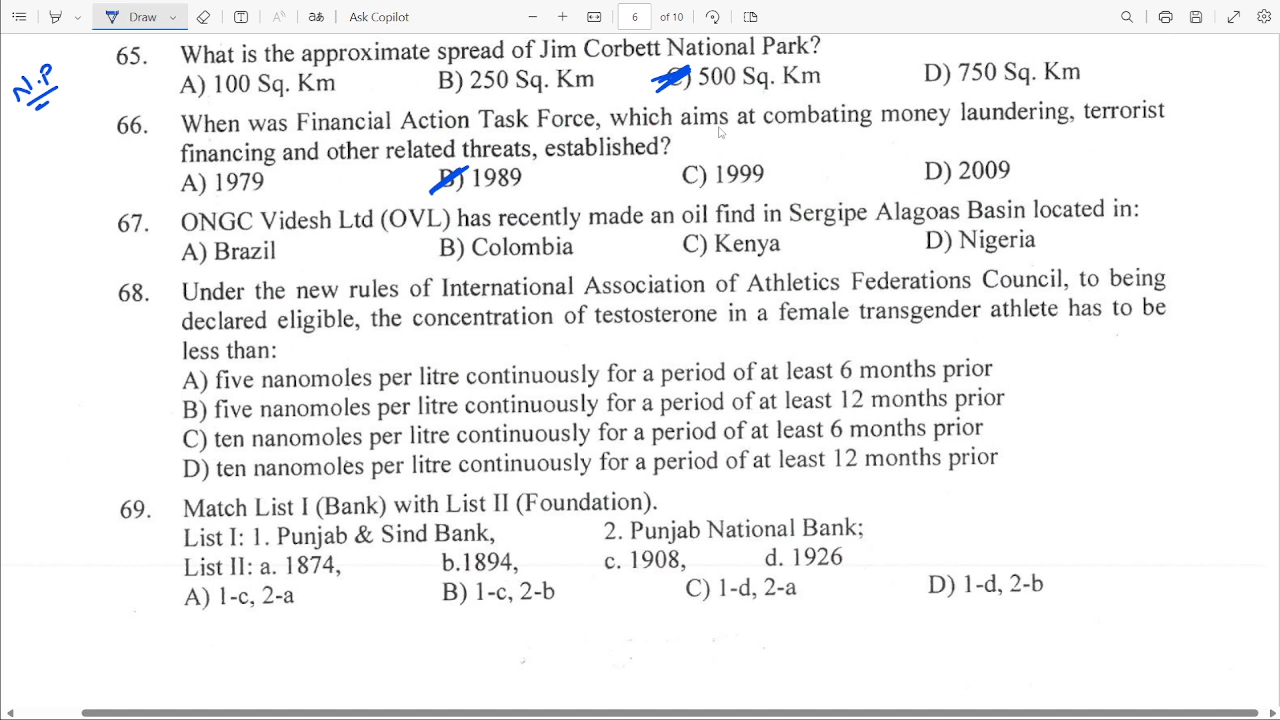 Draw
Ask Copilot
6 of 10
N.P
65. What is the approximate spread of Jim Corbett National Park?
A) 100 Sq. Km B) 250 Sq. Km C) 500 Sq. Km D) 750 Sq. Km
66. When was Financial Action Task Force, which aims at combating money laundering, terrorist
financing and other related threats, established?
A) 1979 B) 1989 C) 1999 D) 2009
67. ONGC Videsh Ltd (OVL) has recently made an oil find in Sergipe Alagoas Basin located in:
A) Brazil B) Colombia C) Kenya D) Nigeria
68. Under the new rules of International Association of Athletics Federations Council, to being
declared eligible, the concentration of testosterone in a female transgender athlete has to be
less than:
A) five nanomoles per litre continuously for a period of at least 6 months prior
B) five nanomoles per litre continuously for a period of at least 12 months prior
C) ten nanomoles per litre continuously for a period of at least 6 months prior
D) ten nanomoles per litre continuously for a period of at least 12 months prior
69. Match List I (Bank) with List II (Foundation).
List I: 1. Punjab & Sind Bank, 2. Punjab National Bank;
List II: a. 1874, b.1894, c. 1908, d. 1926
A) 1-c, 2-a B) 1-c, 2-b C) 1-d, 2-a D) 1-d, 2-b